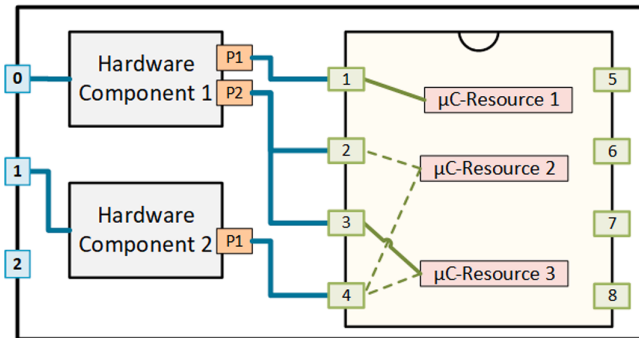 0
1
2
Hardware
Component 1
P1
P2
Hardware
Component 2
P1
1
2
3
4
µC-Resource 1
µC-Resource 2
µC-Resource 3
5
6
7
8